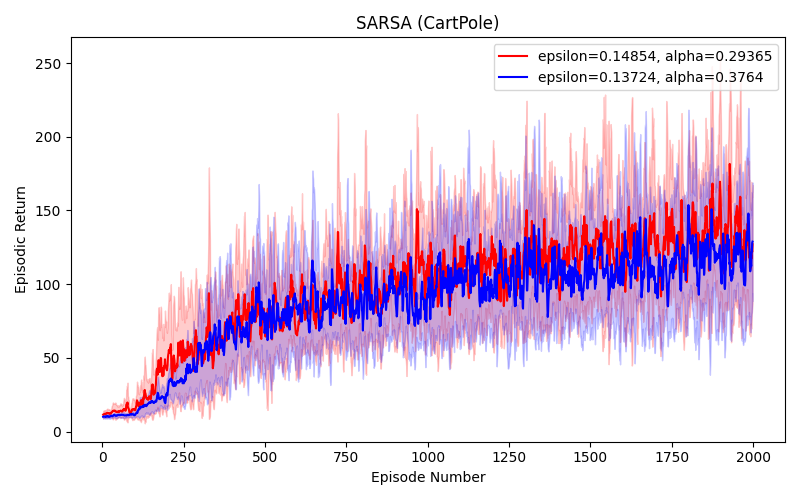 SARSA (CartPole)
epsilon=0.14854, alpha=0.29365
epsilon=0.13724, alpha=0.3764
Episodic Return
250
200
150
100
50
0
0 250 500 750 1000 1250 1500 1750 2000
Episode Number